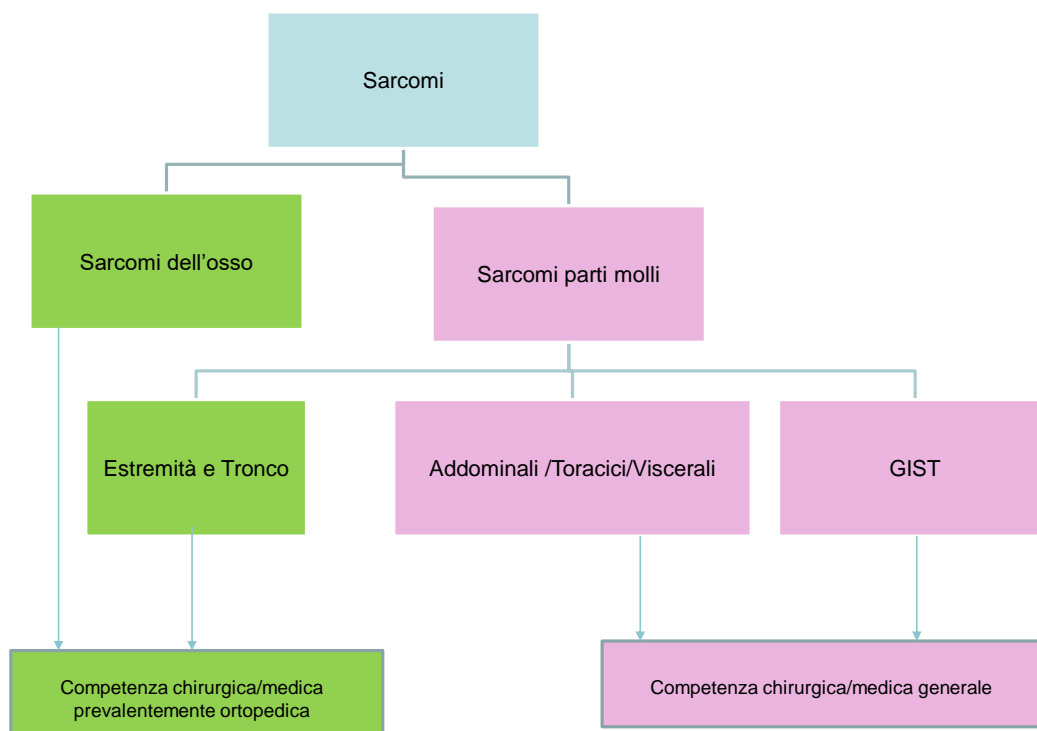 Sarcomi
Sarcomi dell’osso
Sarcomi parti molli
Estremità e Tronco
Addominali /Toracici/Viscerali
GIST
Competenza chirurgica/medica
prevalentemente ortopedica
Competenza chirurgica/medica generale